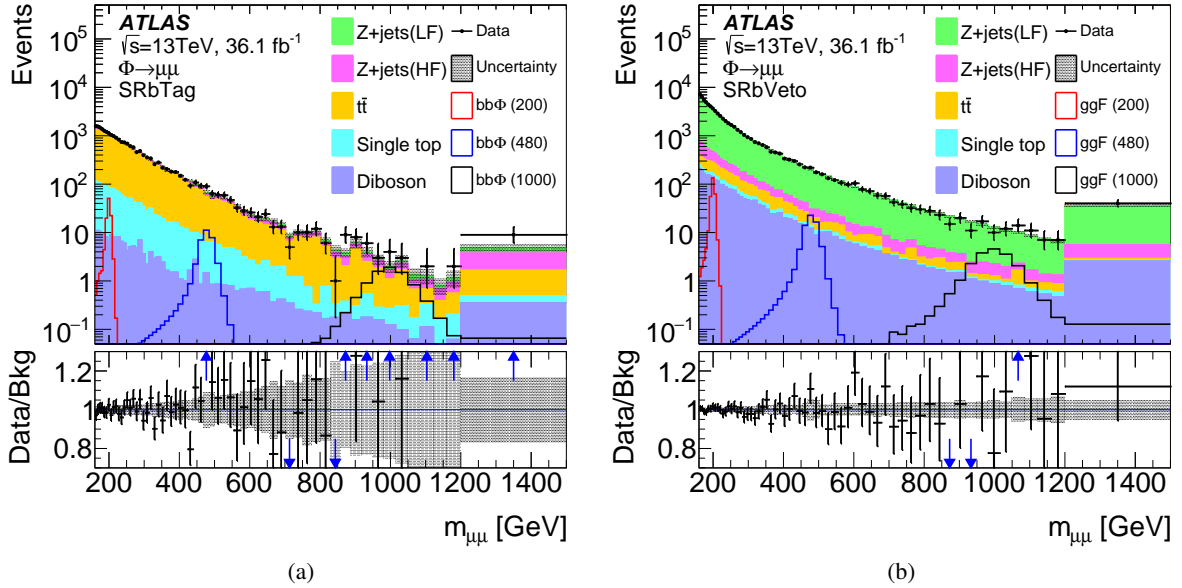 Events
10⁵
10⁴
10³
10²
10
1
10⁻¹
ATLAS
√s=13TeV, 36.1 fb⁻¹
Φ→μμ
SRbTag
Z+jets(LF)
Data
Z+jets(HF)
Uncertainty
tt̄
bbΦ (200)
Single top
bbΦ (480)
Diboson
bbΦ (1000)
Data/Bkg
1.2
1
0.8
200 400 600 800 1000 1200 1400
m_μμ [GeV]
(a)
Events
10⁵
10⁴
10³
10²
10
1
10⁻¹
ATLAS
√s=13TeV, 36.1 fb⁻¹
Φ→μμ
SRbVeto
Z+jets(LF)
Data
Z+jets(HF)
Uncertainty
tt̄
ggF (200)
Single top
ggF (480)
Diboson
ggF (1000)
Data/Bkg
1.2
1
0.8
200 400 600 800 1000 1200 1400
m_μμ [GeV]
(b)